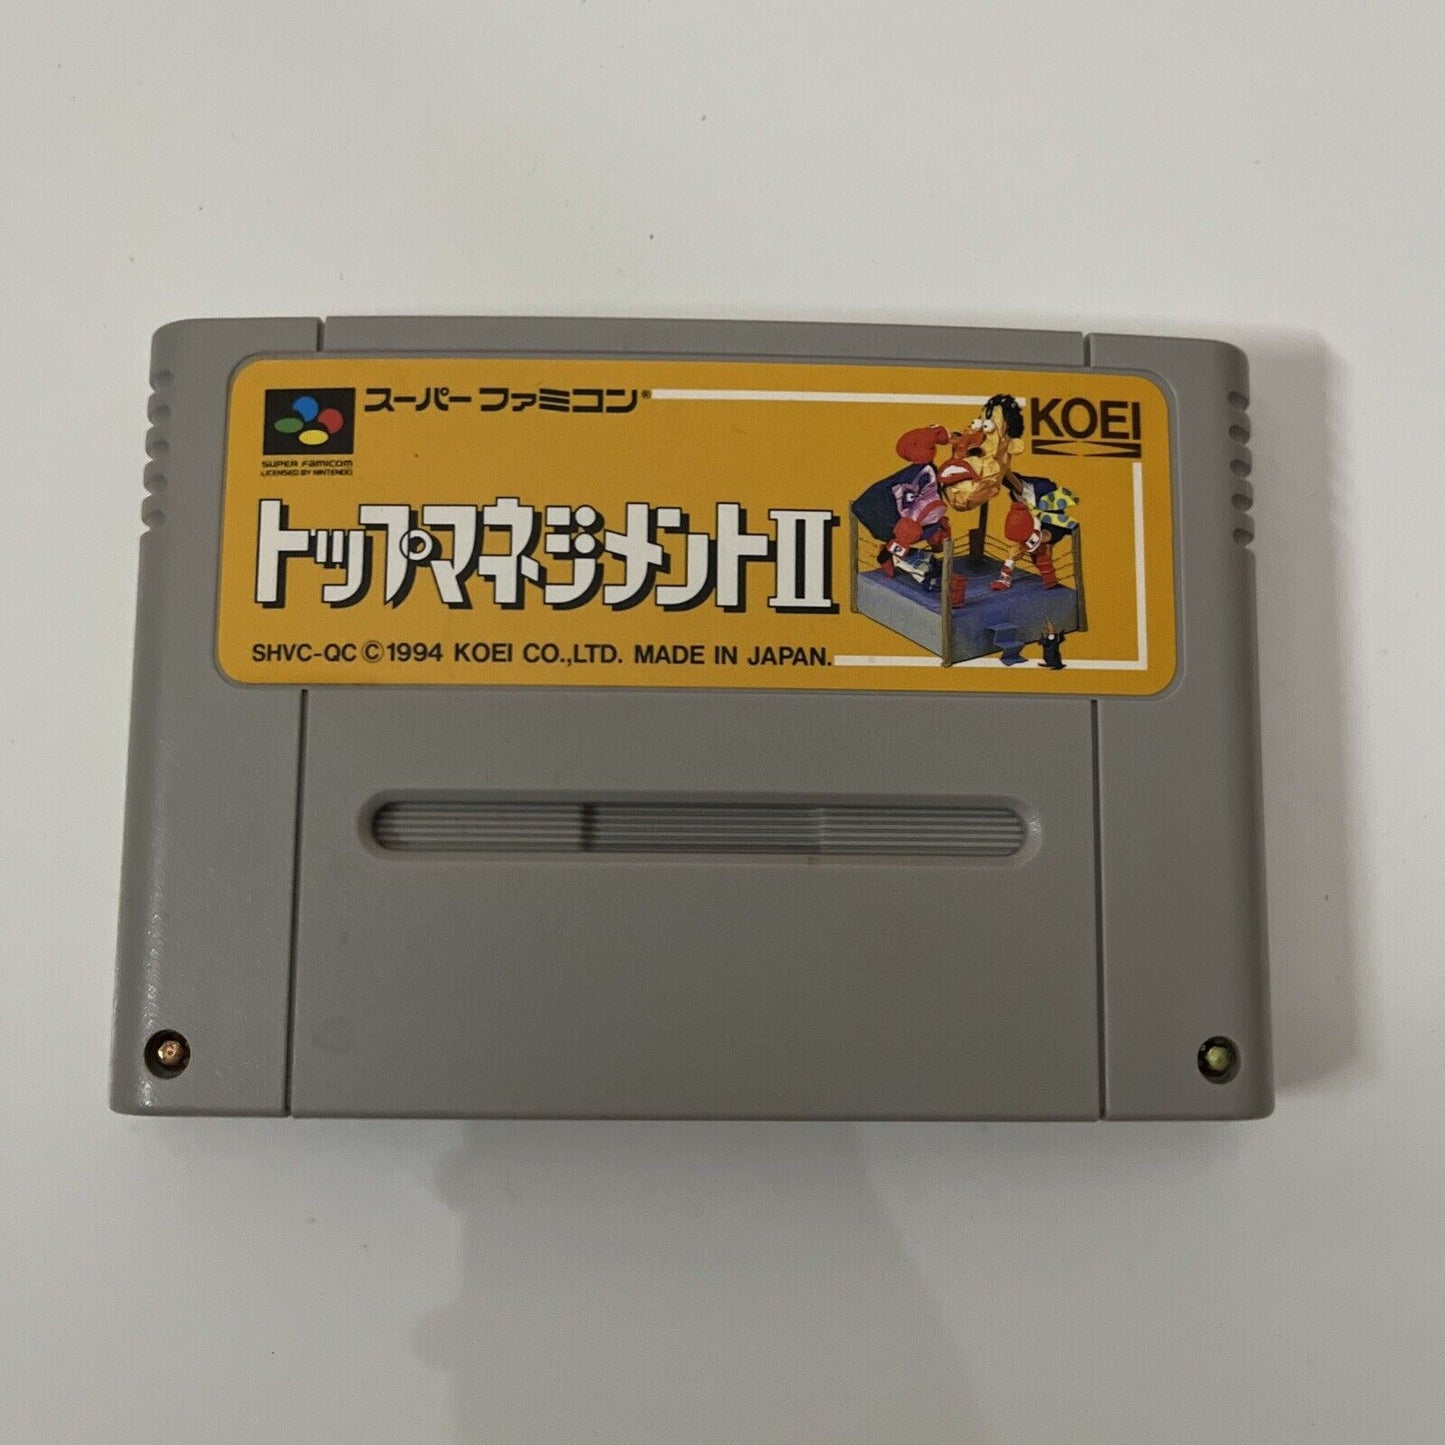 スーパーファミコン®
SUPER FAMICOM
LICENSED BY NINTENDO
KOEI
トップマネジメントII
SHVC-QC ©1994 KOEI CO.,LTD. MADE IN JAPAN.